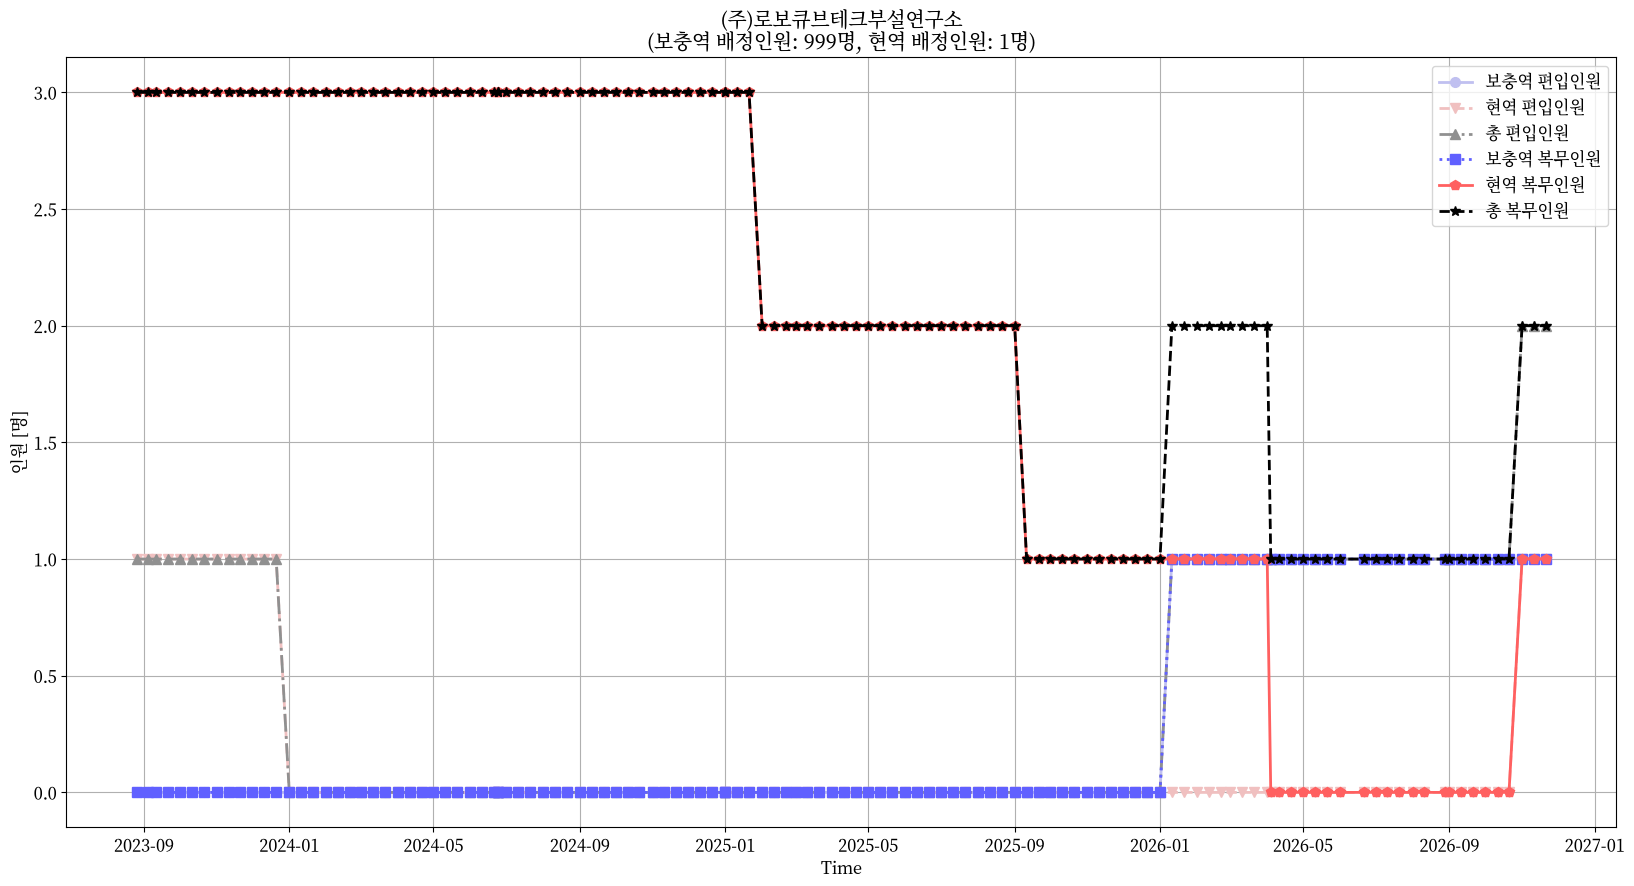 (주)로보큐브테크부설연구소
(보충역 배정인원: 999명, 현역 배정인원: 1명)
보충역 편입인원
현역 편입인원
총 편입인원
보충역 복무인원
현역 복무인원
총 복무인원
인원 [명]
3.0
2.5
2.0
1.5
1.0
0.5
0.0
2023-09
2024-01
2024-05
2024-09
2025-01
2025-05
2025-09
2026-01
2026-05
2026-09
2027-01
Time